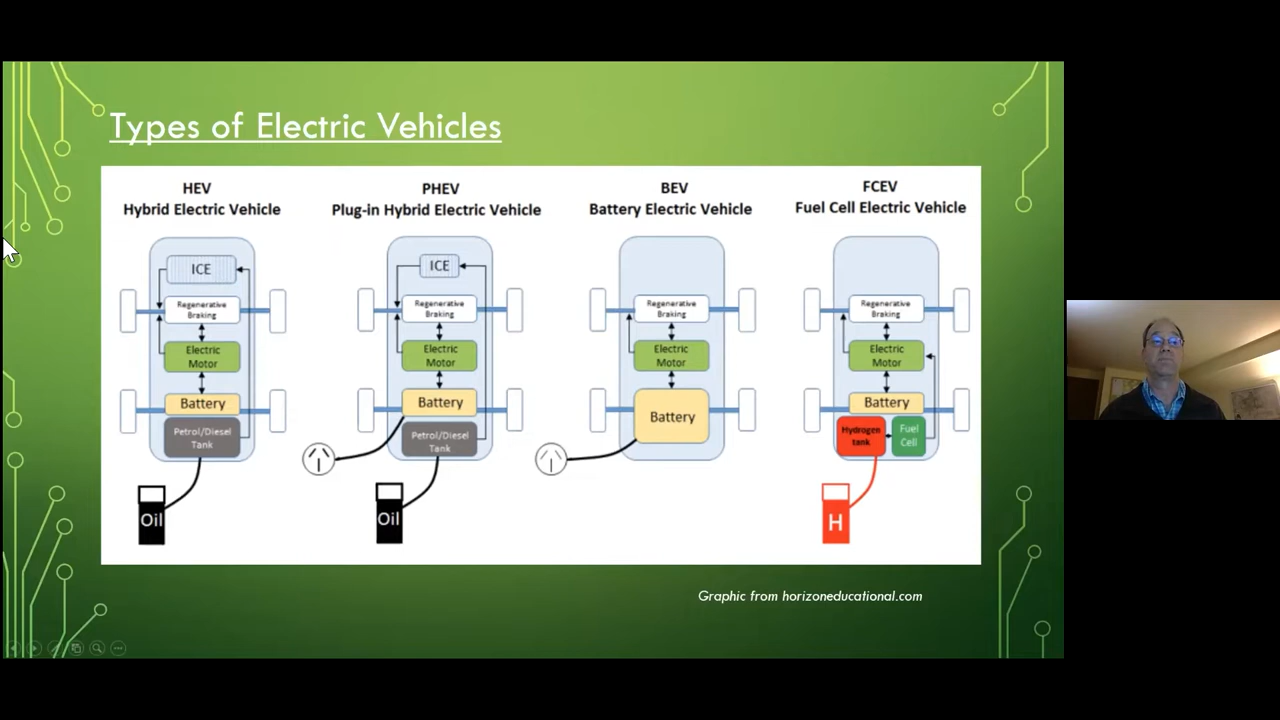 Types of Electric Vehicles
HEV
Hybrid Electric Vehicle
ICE
Regenerative
Braking
Electric
Motor
Battery
Petrol/Diesel
Tank
Oil
PHEV
Plug-in Hybrid Electric Vehicle
ICE
Regenerative
Braking
Electric
Motor
Battery
Petrol/Diesel
Tank
Oil
BEV
Battery Electric Vehicle
Regenerative
Braking
Electric
Motor
Battery
FCEV
Fuel Cell Electric Vehicle
Regenerative
Braking
Electric
Motor
Battery
Hydrogen
tank
Fuel
Cell
H
Graphic from horizoneducational.com